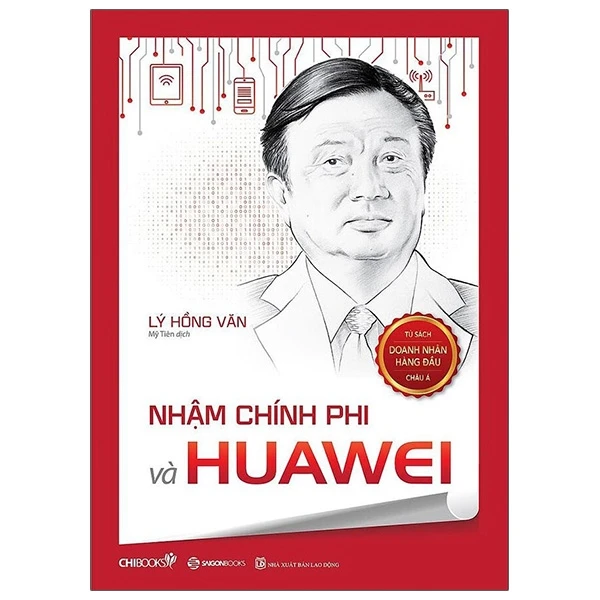 LÝ HỒNG VĂN
Mỹ Tiên dịch
TỦ SÁCH
DOANH NHÂN
HÀNG ĐẦU
CHÂU Á
NHẬM CHÍNH PHI
và HUAWEI
CHIBOOKS
SAIGONBOOKS
NHÀ XUẤT BẢN LAO ĐỘNG